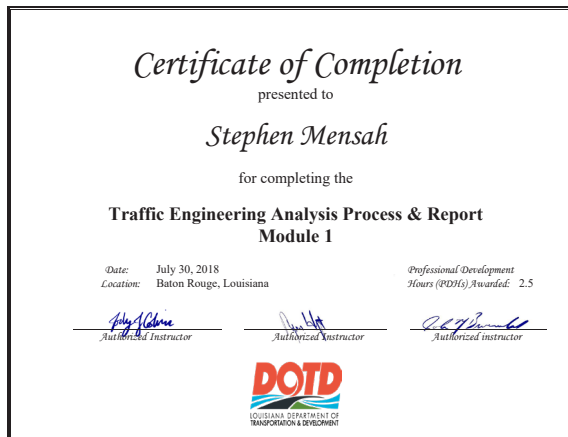 Certificate of Completion
presented to
Stephen Mensah
for completing the
Traffic Engineering Analysis Process & Report
Module 1
Date: July 30, 2018
Location: Baton Rouge, Louisiana
Professional Development
Hours (PDHs) Awarded: 2.5
Authorized Instructor
Authorized Instructor
Authorized instructor
DOTD
LOUISIANA DEPARTMENT OF
TRANSPORTATION & DEVELOPMENT